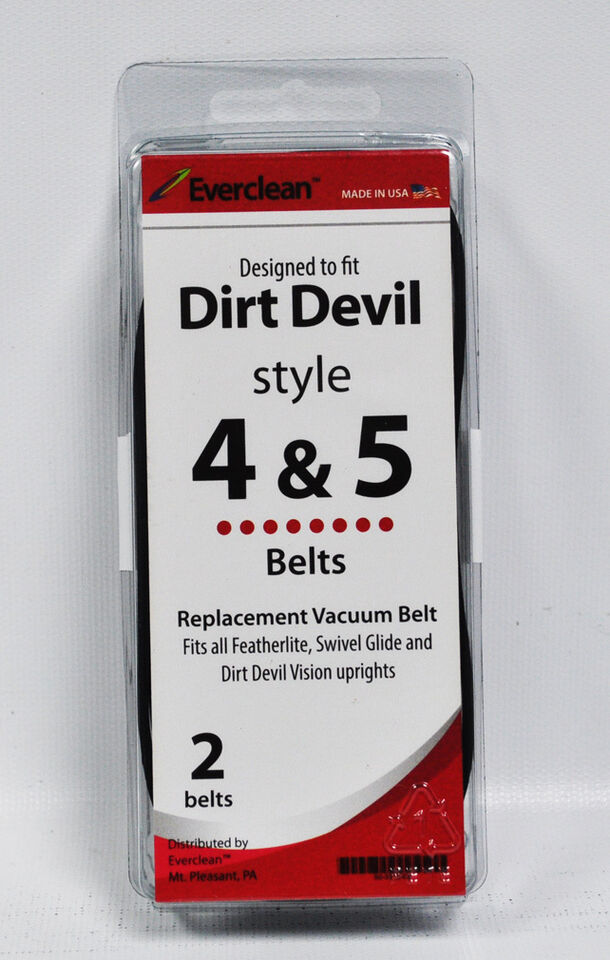 Everclean™
MADE IN USA
Designed to fit
Dirt Devil
style
4 & 5
Belts
Replacement Vacuum Belt
Fits all Featherlite, Swivel Glide and
Dirt Devil Vision uprights
2
belts
Distributed by
Everclean™
Mt. Pleasant, PA